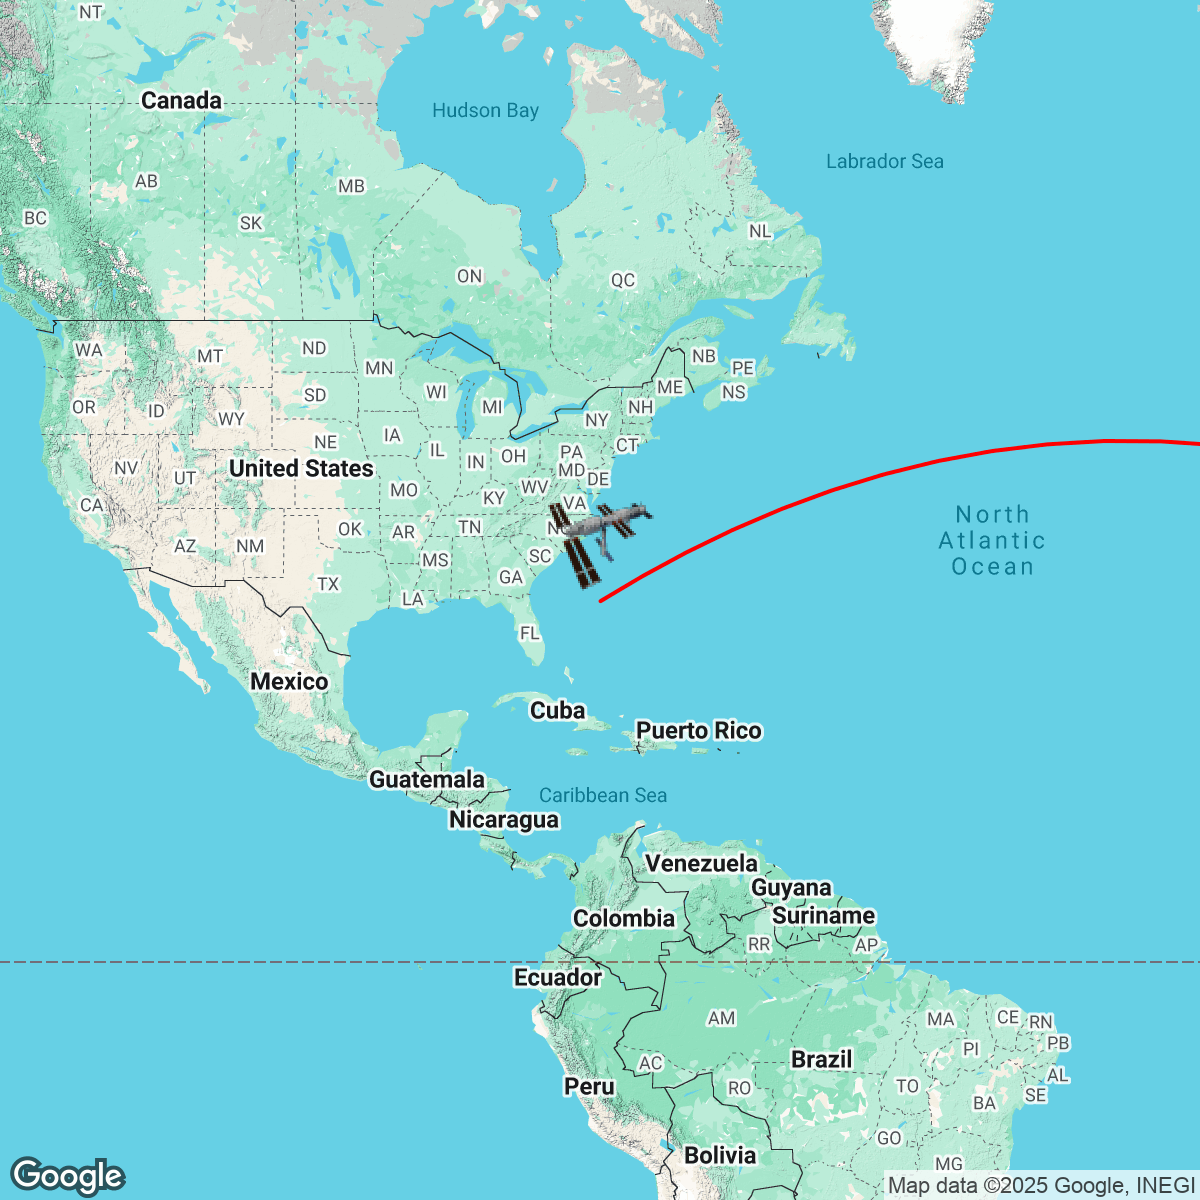 NT
Canada
Hudson Bay
Labrador Sea
AB
MB
BC
SK
NL
ON
QC
WA
MT
ND
MN
NB
PE
OR
ID
WY
SD
WI
MI
ME
NS
NH
NY
NV
UT
NE
IA
IL
IN
OH
PA
CT
United States
MD
DE
CA
MO
KY
WV
VA
North
Atlantic
Ocean
AZ
NM
OK
AR
TN
SC
TX
MS
GA
LA
FL
Mexico
Cuba
Puerto Rico
Guatemala
Caribbean Sea
Nicaragua
Venezuela
Guyana
Colombia
Suriname
RR
AP
Ecuador
AM
MA
CE
RN
PI
PB
AC
Brazil
AL
Peru
RO
TO
BA
SE
GO
Bolivia
MG
Google
Map data ©2025 Google, INEGI